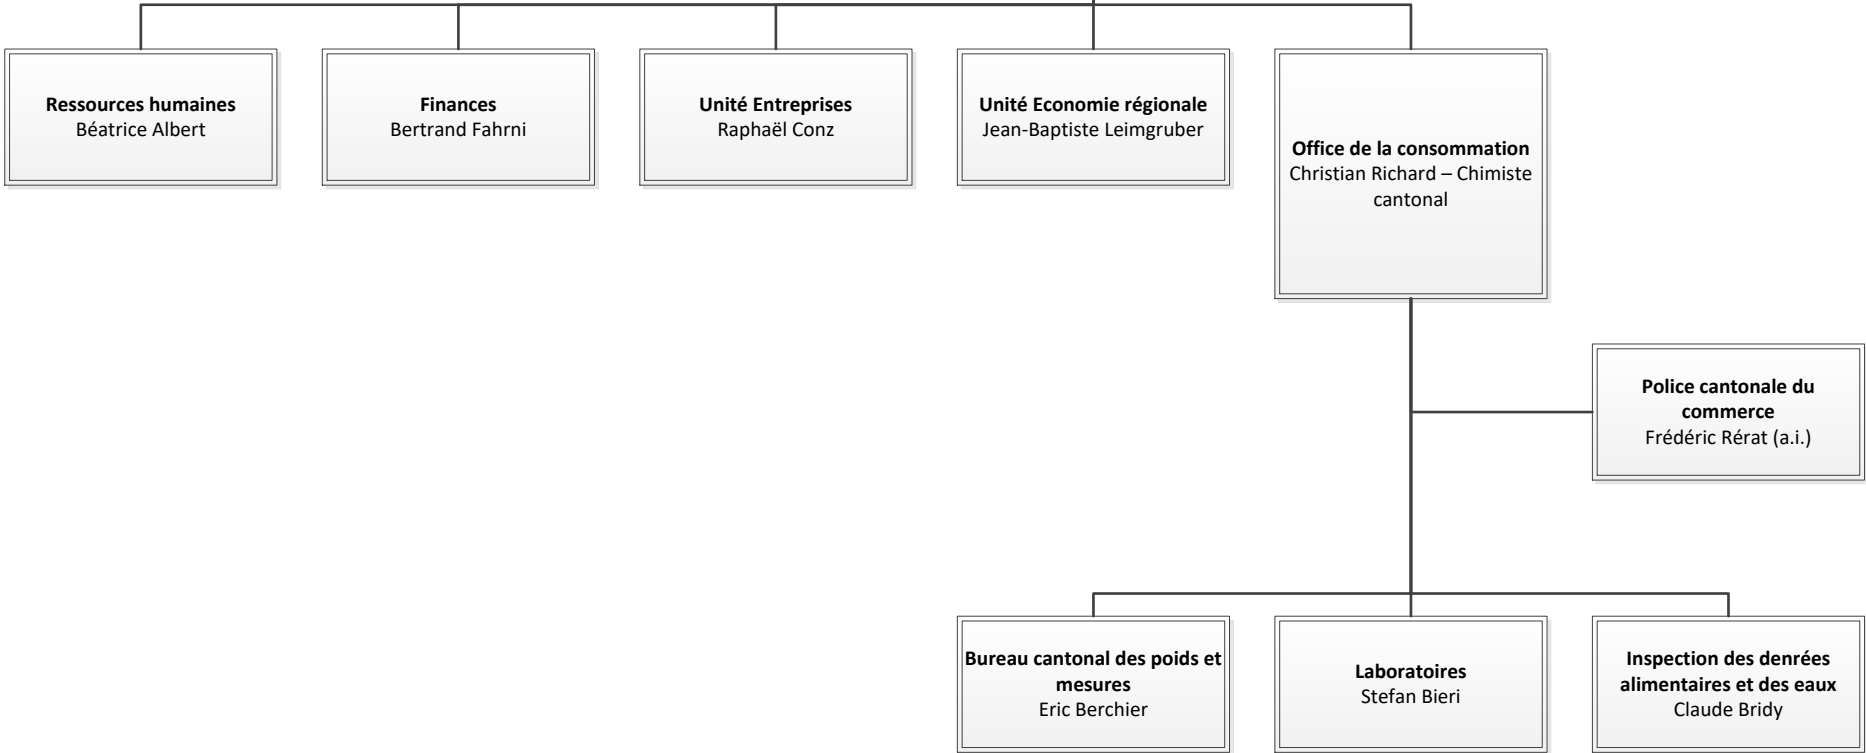 Ressources humaines
Béatrice Albert
Finances
Bertrand Fahrni
Unité Entreprises
Raphaël Conz
Unité Economie régionale
Jean-Baptiste Leimgruber
Office de la consommation
Christian Richard – Chimiste
cantonal
Police cantonale du
commerce
Frédéric Rérat (a.i.)
Bureau cantonal des poids et
mesures
Eric Berchier
Laboratoires
Stefan Bieri
Inspection des denrées
alimentaires et des eaux
Claude Bridy